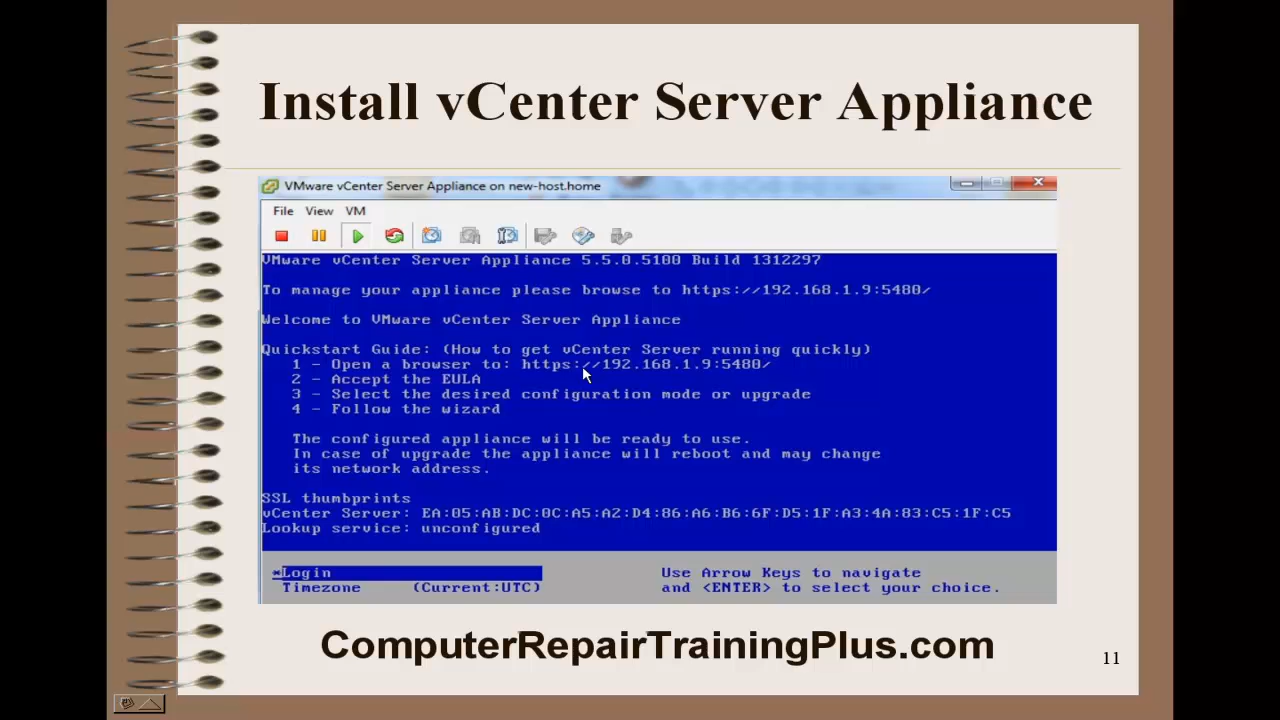 Install vCenter Server Appliance
VMware vCenter Server Appliance on new-host.home
File View VM
VMware vCenter Server Appliance 5.5.0.5100 Build 1312297
To manage your appliance please browse to https://192.168.1.9:5480/
Welcome to VMware vCenter Server Appliance
Quickstart Guide: (How to get vCenter Server running quickly)
1 - Open a browser to: https://192.168.1.9:5480/
2 - Accept the EULA
3 - Select the desired configuration mode or upgrade
4 - Follow the wizard
The configured appliance will be ready to use.
In case of upgrade the appliance will reboot and may change
its network address.
SSL thumbprints
vCenter Server: EA:05:AB:DC:0C:A5:A2:D4:86:A6:B6:6F:D5:1F:A3:4A:83:C5:1F:C5
Lookup service: unconfigured
*Login Use Arrow Keys to navigate
Timezone (Current:UTC) and <ENTER> to select your choice.
ComputerRepairTrainingPlus.com
11